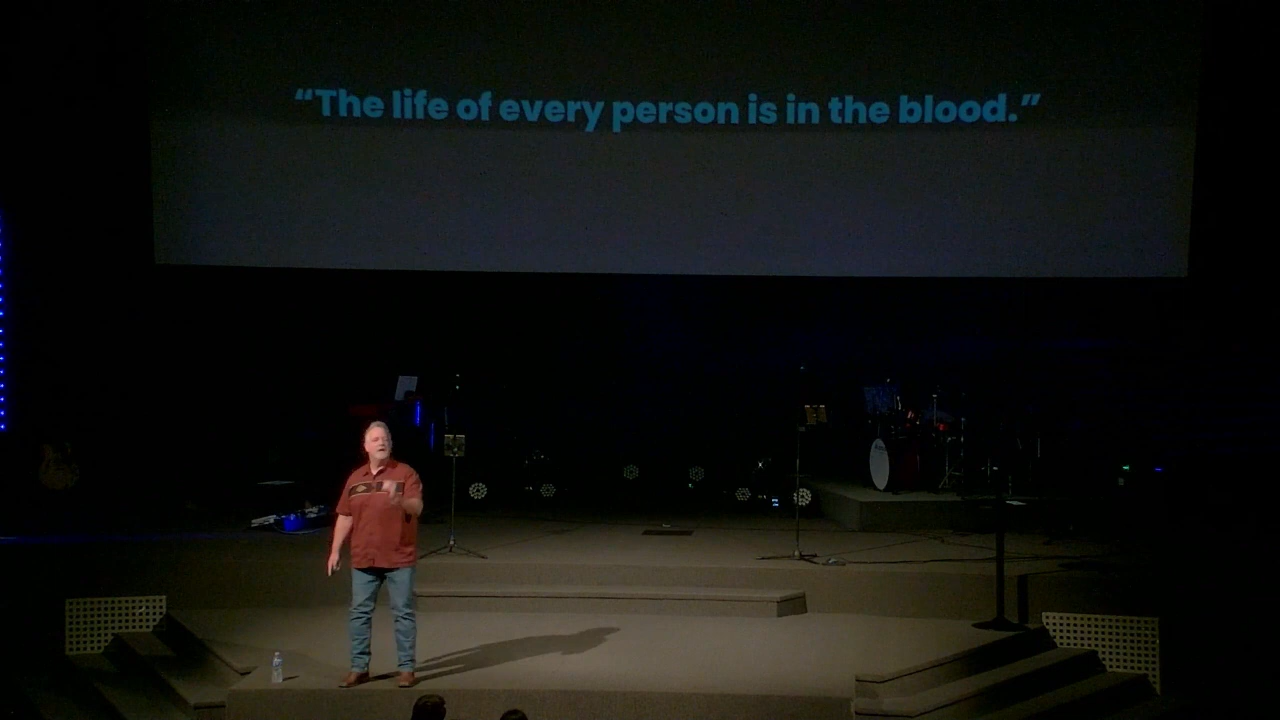 “The life of every person is in the blood.”